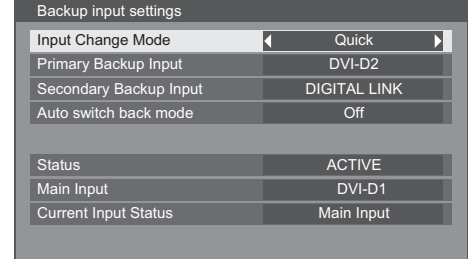 Backup input settings
Input Change Mode Quick
Primary Backup Input DVI-D2
Secondary Backup Input DIGITAL LINK
Auto switch back mode Off
Status ACTIVE
Main Input DVI-D1
Current Input Status Main Input